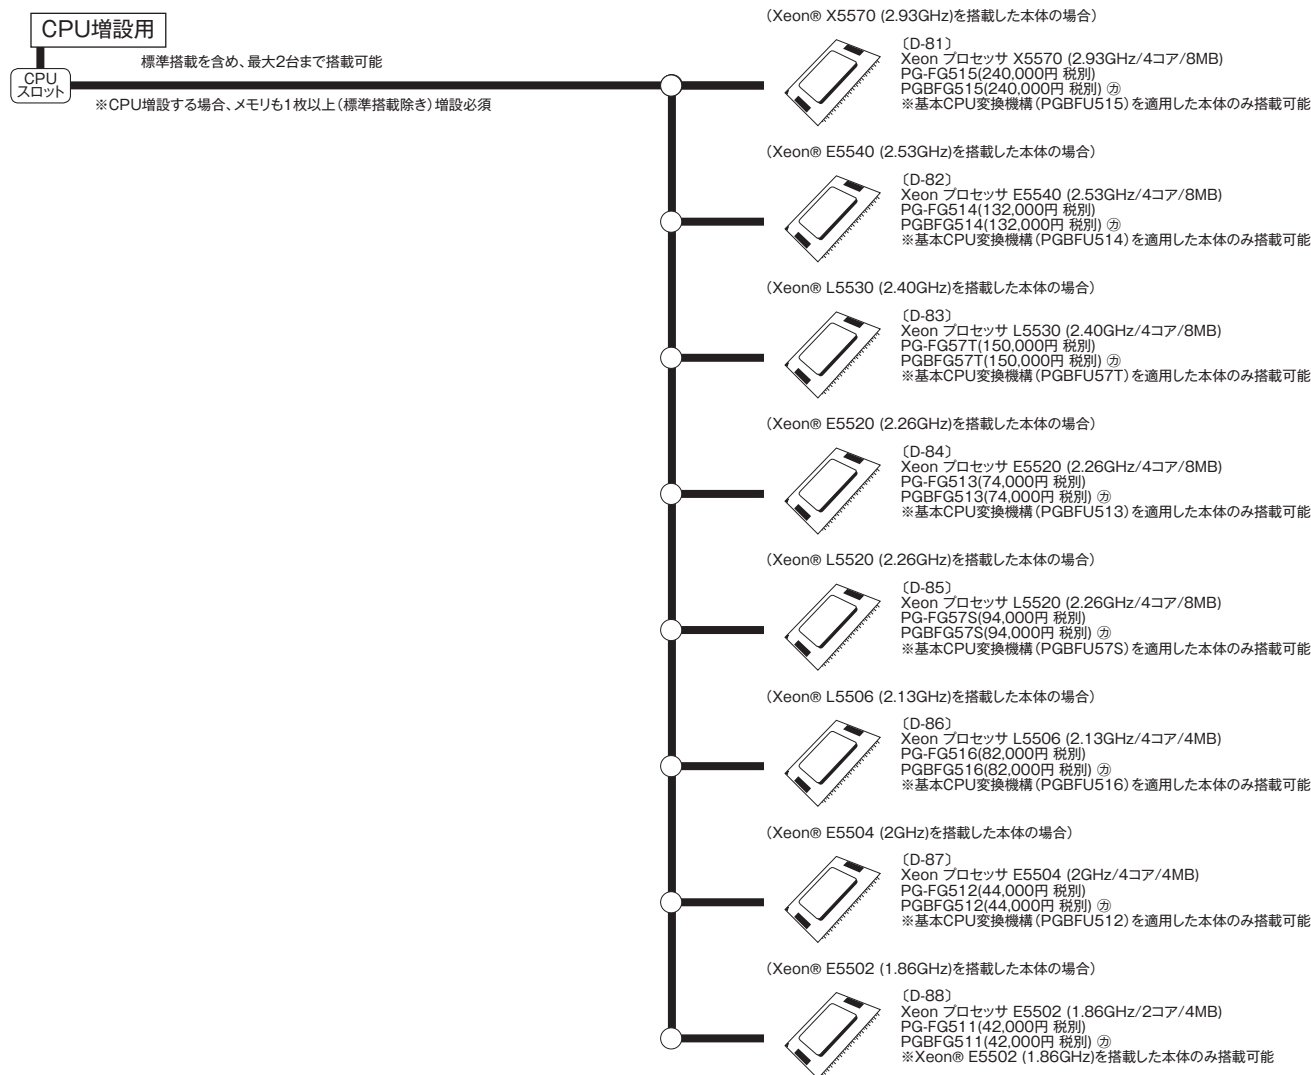 CPU増設用
CPU
スロット
標準搭載を含め、最大2台まで搭載可能
※CPU増設する場合、メモリも1枚以上(標準搭載除き)増設必須
(Xeon® X5570 (2.93GHz)を搭載した本体の場合)
〔D-81〕
Xeon プロセッサ X5570 (2.93GHz/4コア/8MB)
PG-FG515(240,000円 税別)
PGBFG515(240,000円 税別) ㋕
※基本CPU変換機構(PGBFU515)を適用した本体のみ搭載可能
(Xeon® E5540 (2.53GHz)を搭載した本体の場合)
〔D-82〕
Xeon プロセッサ E5540 (2.53GHz/4コア/8MB)
PG-FG514(132,000円 税別)
PGBFG514(132,000円 税別) ㋕
※基本CPU変換機構(PGBFU514)を適用した本体のみ搭載可能
(Xeon® L5530 (2.40GHz)を搭載した本体の場合)
〔D-83〕
Xeon プロセッサ L5530 (2.40GHz/4コア/8MB)
PG-FG57T(150,000円 税別)
PGBFG57T(150,000円 税別) ㋕
※基本CPU変換機構(PGBFU57T)を適用した本体のみ搭載可能
(Xeon® E5520 (2.26GHz)を搭載した本体の場合)
〔D-84〕
Xeon プロセッサ E5520 (2.26GHz/4コア/8MB)
PG-FG513(74,000円 税別)
PGBFG513(74,000円 税別) ㋕
※基本CPU変換機構(PGBFU513)を適用した本体のみ搭載可能
(Xeon® L5520 (2.26GHz)を搭載した本体の場合)
〔D-85〕
Xeon プロセッサ L5520 (2.26GHz/4コア/8MB)
PG-FG57S(94,000円 税別)
PGBFG57S(94,000円 税別) ㋕
※基本CPU変換機構(PGBFU57S)を適用した本体のみ搭載可能
(Xeon® L5506 (2.13GHz)を搭載した本体の場合)
〔D-86〕
Xeon プロセッサ L5506 (2.13GHz/4コア/4MB)
PG-FG516(82,000円 税別)
PGBFG516(82,000円 税別) ㋕
※基本CPU変換機構(PGBFU516)を適用した本体のみ搭載可能
(Xeon® E5504 (2GHz)を搭載した本体の場合)
〔D-87〕
Xeon プロセッサ E5504 (2GHz/4コア/4MB)
PG-FG512(44,000円 税別)
PGBFG512(44,000円 税別) ㋕
※基本CPU変換機構(PGBFU512)を適用した本体のみ搭載可能
(Xeon® E5502 (1.86GHz)を搭載した本体の場合)
〔D-88〕
Xeon プロセッサ E5502 (1.86GHz/2コア/4MB)
PG-FG511(42,000円 税別)
PGBFG511(42,000円 税別) ㋕
※Xeon® E5502 (1.86GHz)を搭載した本体のみ搭載可能